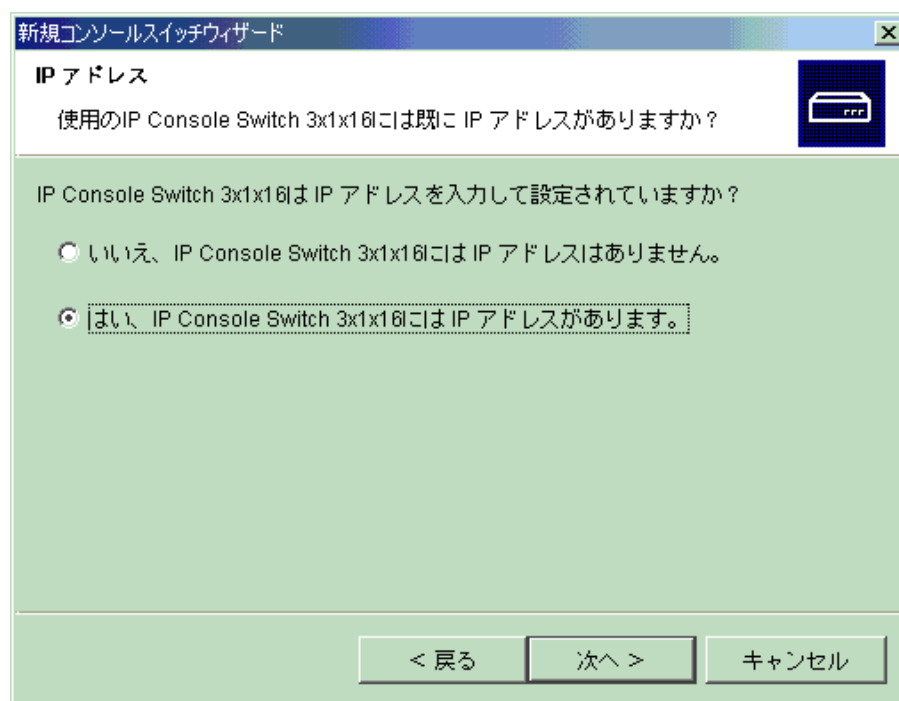 新規コンソールスイッチウィザード
IP アドレス
使用のIP Console Switch 3x1x16には既に IP アドレスがありますか？
IP Console Switch 3x1x16は IP アドレスを入力して設定されていますか？
いいえ、IP Console Switch 3x1x16には IP アドレスはありません。
はい、IP Console Switch 3x1x16には IP アドレスがあります。
< 戻る 次へ > キャンセル